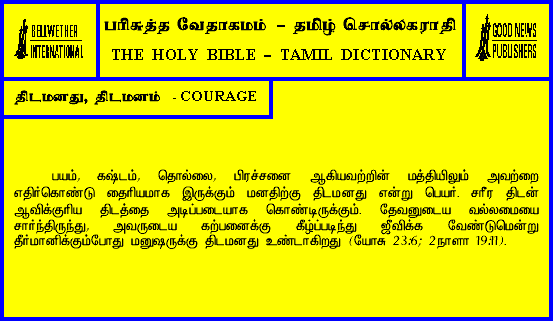 BELLWETHER
INTERNATIONAL
பரிசுத்த வேதாகமம் – தமிழ் சொல்லகராதி
THE HOLY BIBLE – TAMIL DICTIONARY
GOOD NEWS
PUBLISHERS
திடமனது, திடமனம் - COURAGE
பயம், கஷ்டம், தொல்லை, பிரச்சனை ஆகியவற்றின் மத்தியிலும் அவற்றை
எதிர்கொண்டு தைரியமாக இருக்கும் மனதிற்கு திடமனது என்று பெயர். சரீர திடன்
ஆவிக்குரிய திடத்தை அடிப்படையாக கொண்டிருக்கும். தேவனுடைய வல்லமையை
சார்ந்திருந்து, அவருடைய கற்பனைக்கு கீழ்ப்படிந்து ஜீவிக்க வேண்டுமென்று
தீர்மானிக்கும்போது மனுஷருக்கு திடமனது உண்டாகிறது (யோசு 23:6; 2நாளா 19:11).